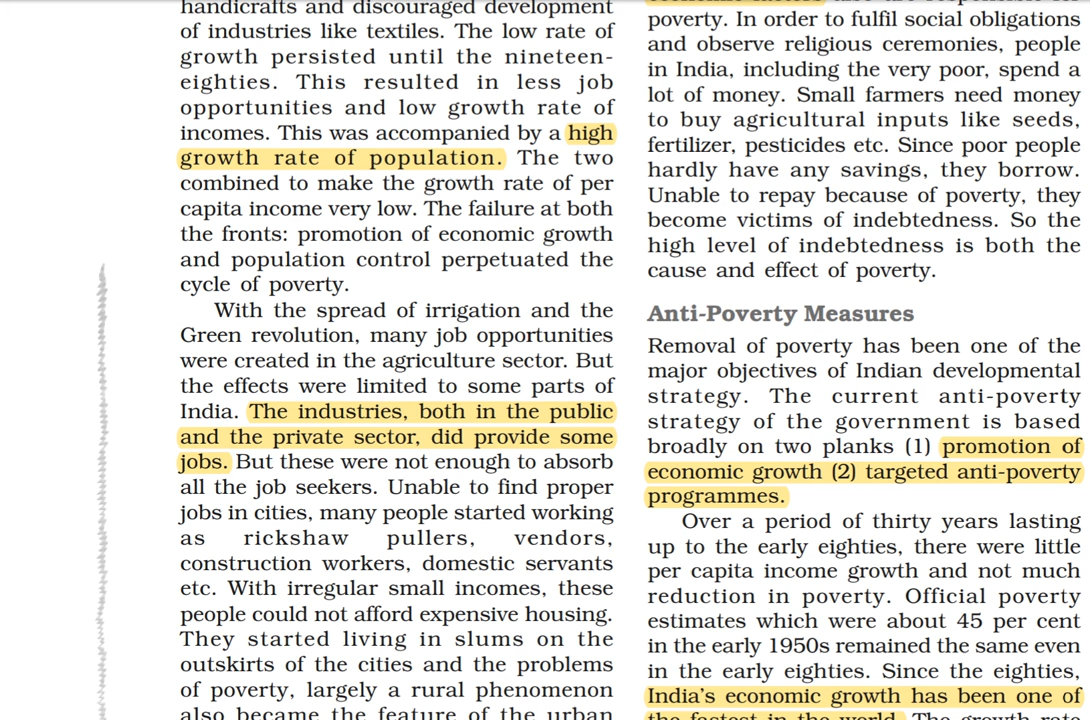 handicrafts and discouraged development
of industries like textiles. The low rate of
growth persisted until the nineteen-
eighties. This resulted in less job
opportunities and low growth rate of
incomes. This was accompanied by a high
growth rate of population. The two
combined to make the growth rate of per
capita income very low. The failure at both
the fronts: promotion of economic growth
and population control perpetuated the
cycle of poverty.
With the spread of irrigation and the
Green revolution, many job opportunities
were created in the agriculture sector. But
the effects were limited to some parts of
India. The industries, both in the public
and the private sector, did provide some
jobs. But these were not enough to absorb
all the job seekers. Unable to find proper
jobs in cities, many people started working
as rickshaw pullers, vendors,
construction workers, domestic servants
etc. With irregular small incomes, these
people could not afford expensive housing.
They started living in slums on the
outskirts of the cities and the problems
of poverty, largely a rural phenomenon
also became the feature of the urban
poverty. In order to fulfil social obligations
and observe religious ceremonies, people
in India, including the very poor, spend a
lot of money. Small farmers need money
to buy agricultural inputs like seeds,
fertilizer, pesticides etc. Since poor people
hardly have any savings, they borrow.
Unable to repay because of poverty, they
become victims of indebtedness. So the
high level of indebtedness is both the
cause and effect of poverty.
Anti-Poverty Measures
Removal of poverty has been one of the
major objectives of Indian developmental
strategy. The current anti-poverty
strategy of the government is based
broadly on two planks (1) promotion of
economic growth (2) targeted anti-poverty
programmes.
Over a period of thirty years lasting
up to the early eighties, there were little
per capita income growth and not much
reduction in poverty. Official poverty
estimates which were about 45 per cent
in the early 1950s remained the same even
in the early eighties. Since the eighties,
India's economic growth has been one of
the fastest in the world. The growth rate